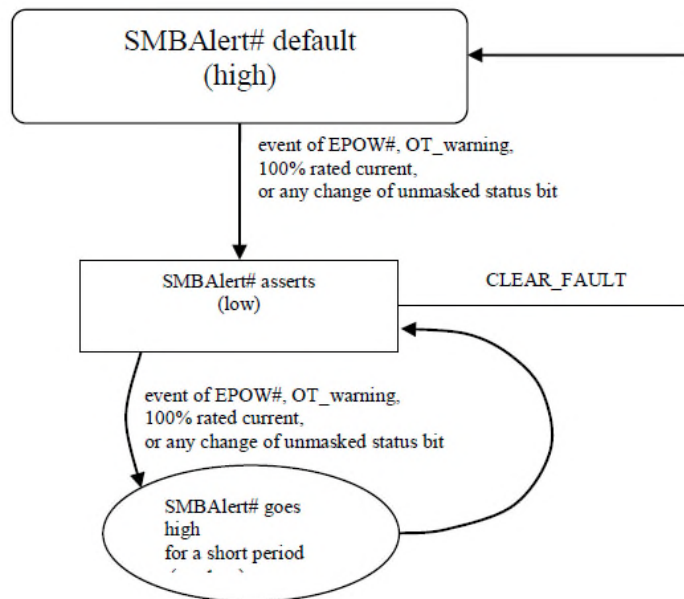 SMBAlert# default
(high)
event of EPOW#, OT_warning,
100% rated current,
or any change of unmasked status bit
SMBAlert# asserts
(low)
CLEAR_FAULT
event of EPOW#, OT_warning,
100% rated current,
or any change of unmasked status bit
SMBAlert# goes
high
for a short period